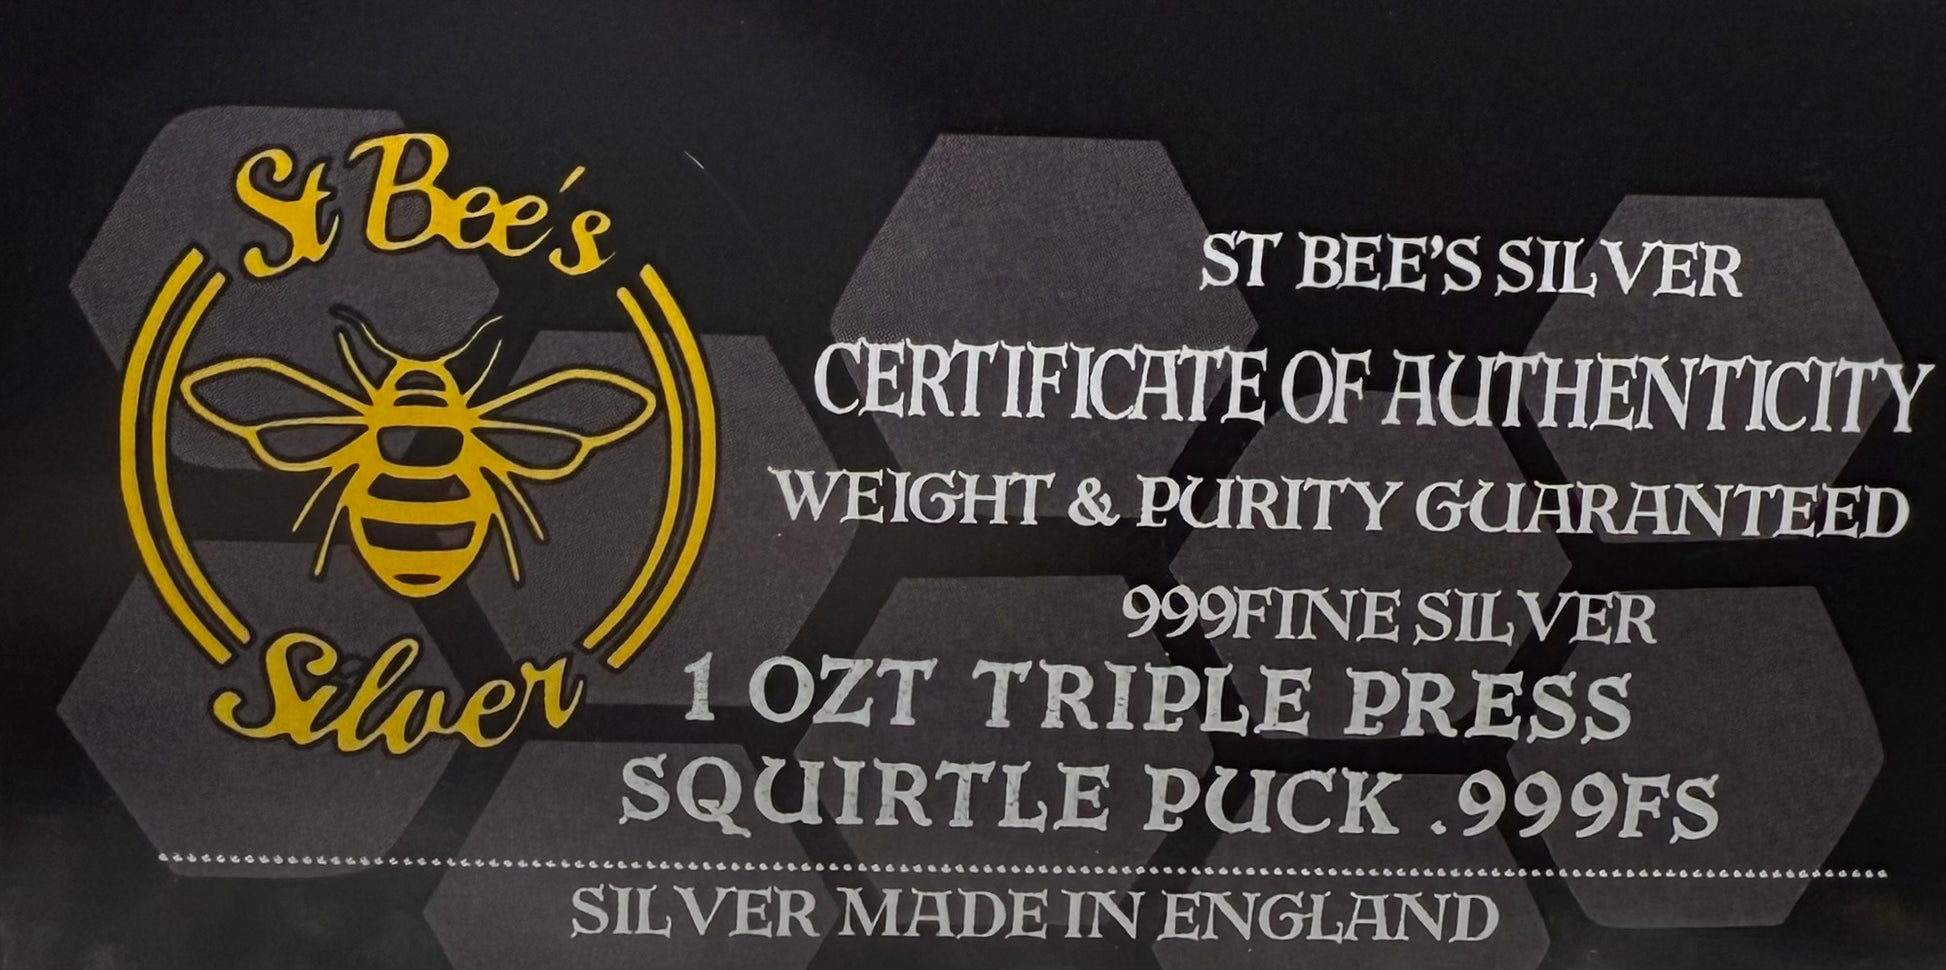 St Bee's
Silver
ST BEE'S SILVER
CERTIFICATE OF AUTHENTICITY
WEIGHT & PURITY GUARANTEED
999FINE SILVER
1 OZT TRIPLE PRESS
SQUIRTLE PUCK .999FS
SILVER MADE IN ENGLAND